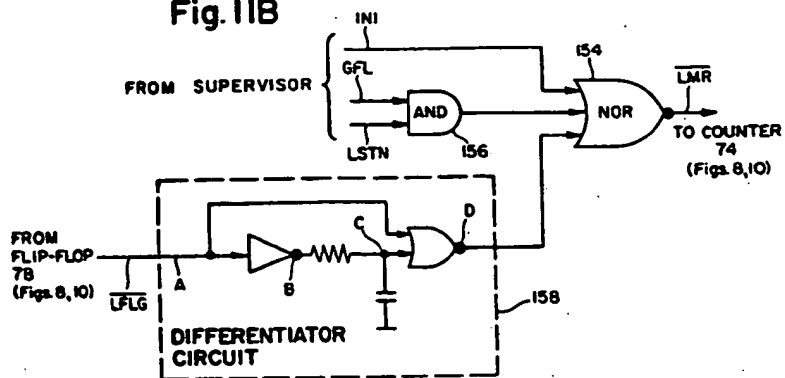 Fig. 11B
INI
154
FROM SUPERVISOR
GFL
LMR
AND
NOR
TO COUNTER
74
(Figs. 8,10)
LSTN
156
C
D
FROM
FLIP-FLOP
78
(Figs. 8,10)
A
B
LFLG
158
DIFFERENTIATOR
CIRCUIT